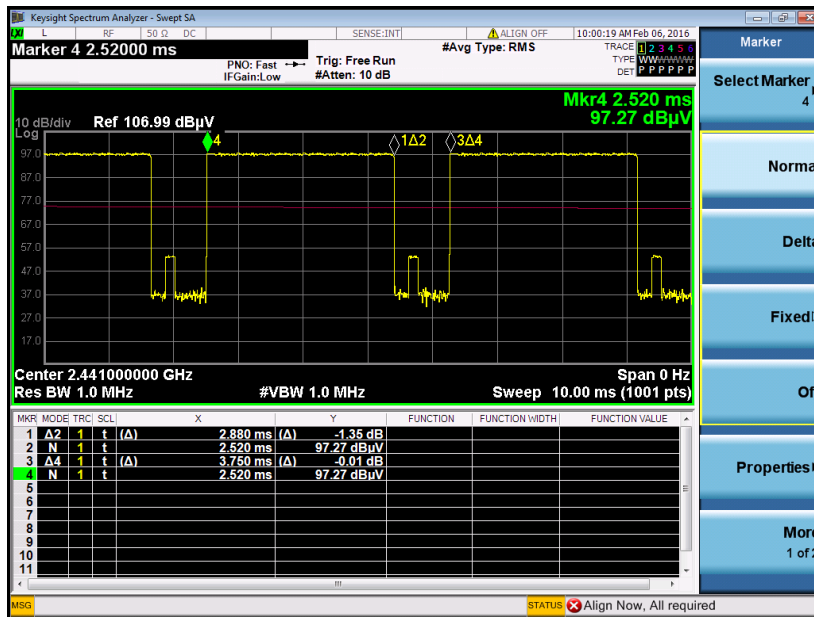 Keysight Spectrum Analyzer - Swept SA
LXI L RF 50 Ω DC SENSE:INT ALIGN OFF 10:00:19 AM Feb 06, 2016
Marker 4 2.52000 ms
PNO: Fast
IFGain:Low
Trig: Free Run
#Atten: 10 dB
#Avg Type: RMS
TRACE 1 2 3 4 5 6
TYPE WWWWWW
DET P P P P P P
Mkr4 2.520 ms
97.27 dBµV
10 dB/div Ref 106.99 dBµV
Log
4
1Δ2
3Δ4
97.0
87.0
77.0
67.0
57.0
47.0
37.0
27.0
17.0
Center 2.441000000 GHz Span 0 Hz
Res BW 1.0 MHz #VBW 1.0 MHz Sweep 10.00 ms (1001 pts)
MKR MODE TRC SCL X Y FUNCTION FUNCTION WIDTH FUNCTION VALUE
1 Δ2 1 t (Δ) 2.880 ms (Δ) -1.35 dB
2 N 1 t 2.520 ms 97.27 dBµV
3 Δ4 1 t (Δ) 3.750 ms (Δ) -0.01 dB
4 N 1 t 2.520 ms 97.27 dBµV
5
6
7
8
9
10
11
MSG STATUS Align Now, All required
Marker
Select Marker
4
Norma
Delta
Fixed
Of
Properties
More
1 of 2